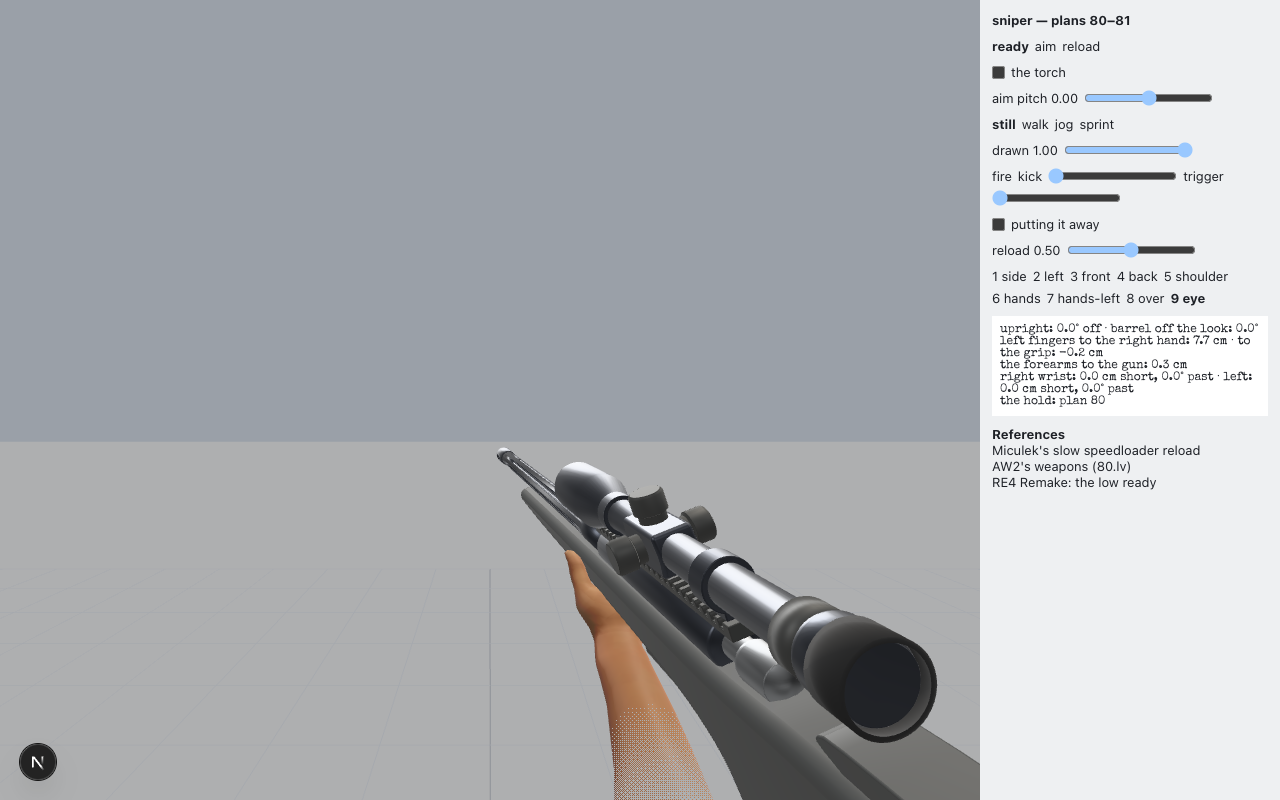 sniper — plans 80–81
ready aim reload
the torch
aim pitch 0.00
still walk jog sprint
drawn 1.00
fire kick trigger
putting it away
reload 0.50
1 side 2 left 3 front 4 back 5 shoulder
6 hands 7 hands-left 8 over 9 eye
upright: 0.0° off · barrel off the look: 0.0°
left fingers to the right hand: 7.7 cm · to
the grip: -0.2 cm
the forearms to the gun: 0.3 cm
right wrist: 0.0 cm short, 0.0° past · left:
0.0 cm short, 0.0° past
the hold: plan 80
References
Miculek's slow speedloader reload
AW2's weapons (80.lv)
RE4 Remake: the low ready
N